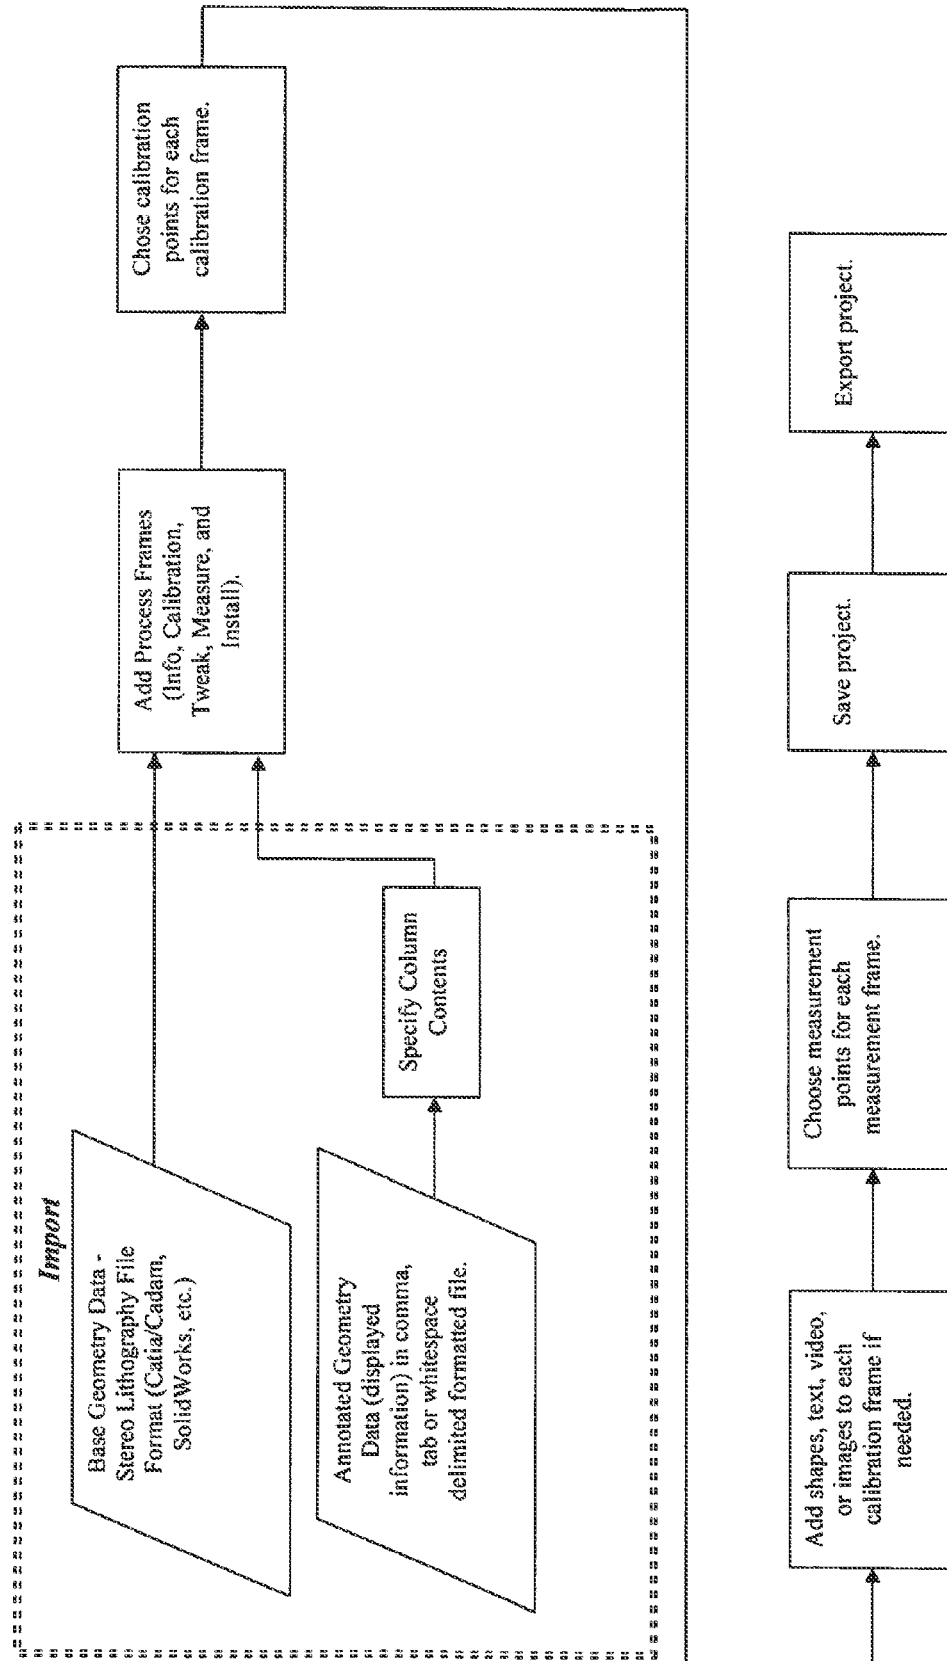 Import
Base Geometry Data -
Stereo Lithography File
Format (Catia/Cadam,
SolidWorks, etc.)
Annotated Geometry
Data (displayed
information) in comma,
tab or whitespace
delimited formatted file.
Specify Column
Contents
Add Process Frames
(Info, Calibration,
Tweak, Measure, and
Install).
Chose calibration
points for each
calibration frame.
Add shapes, text, video,
or images to each
calibration frame if
needed.
Choose measurement
points for each
measurement frame.
Save project.
Export project.